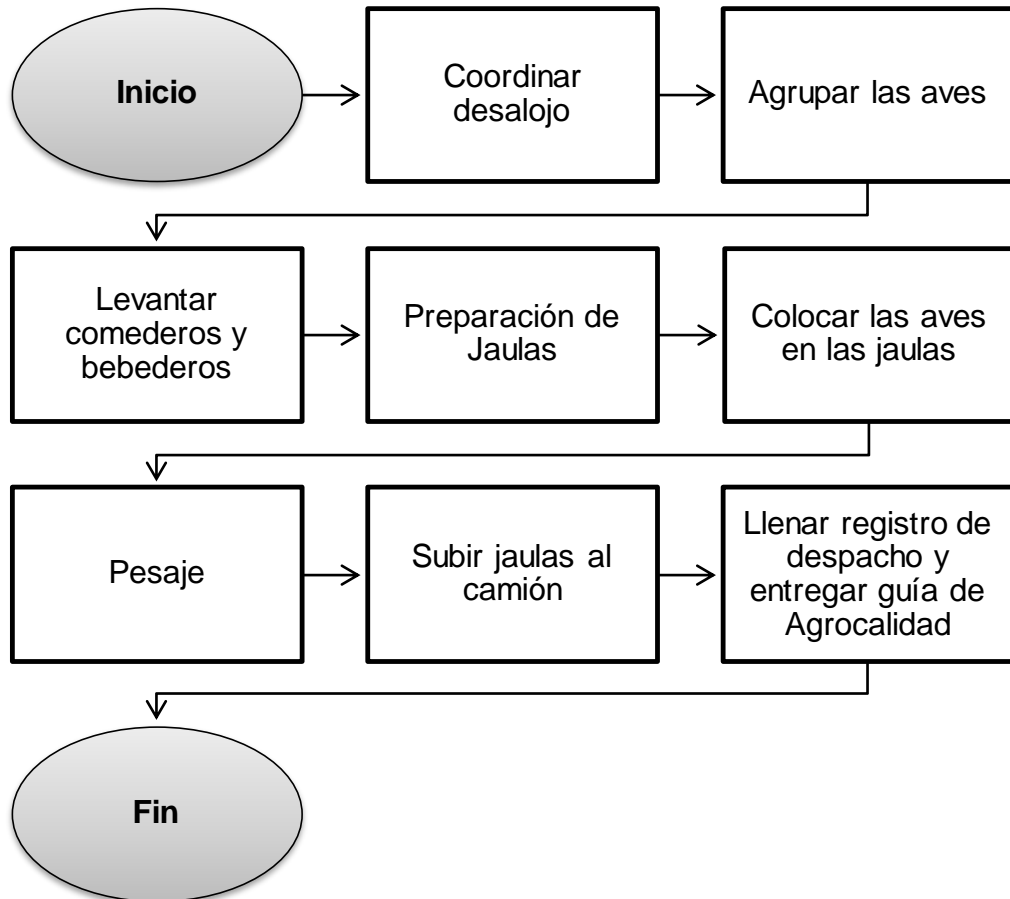 Inicio
Coordinar
desalojo
Agrupar las aves
Levantar
comederos y
bebederos
Preparación de
Jaulas
Colocar las aves
en las jaulas
Pesaje
Subir jaulas al
camión
Llenar registro de
despacho y
entregar guía de
Agrocalidad
Fin